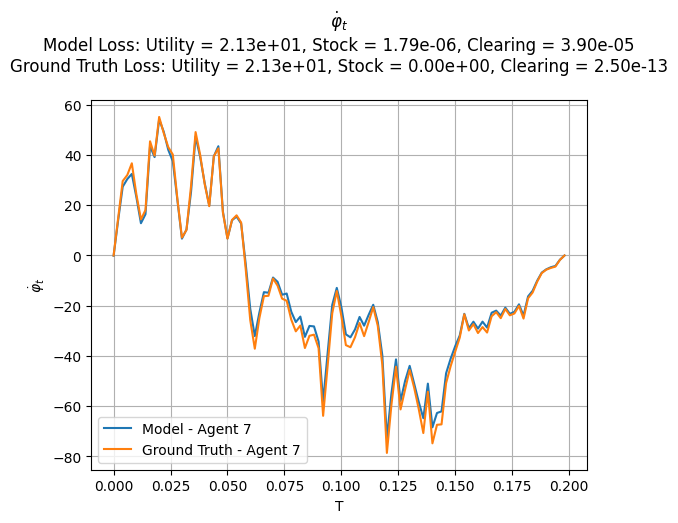 φ̇_t
Model Loss: Utility = 2.13e+01, Stock = 1.79e-06, Clearing = 3.90e-05
Ground Truth Loss: Utility = 2.13e+01, Stock = 0.00e+00, Clearing = 2.50e-13
60
40
20
0
−20
−40
−60
−80
φ̇_t
Model - Agent 7
Ground Truth - Agent 7
0.000 0.025 0.050 0.075 0.100 0.125 0.150 0.175 0.200
T